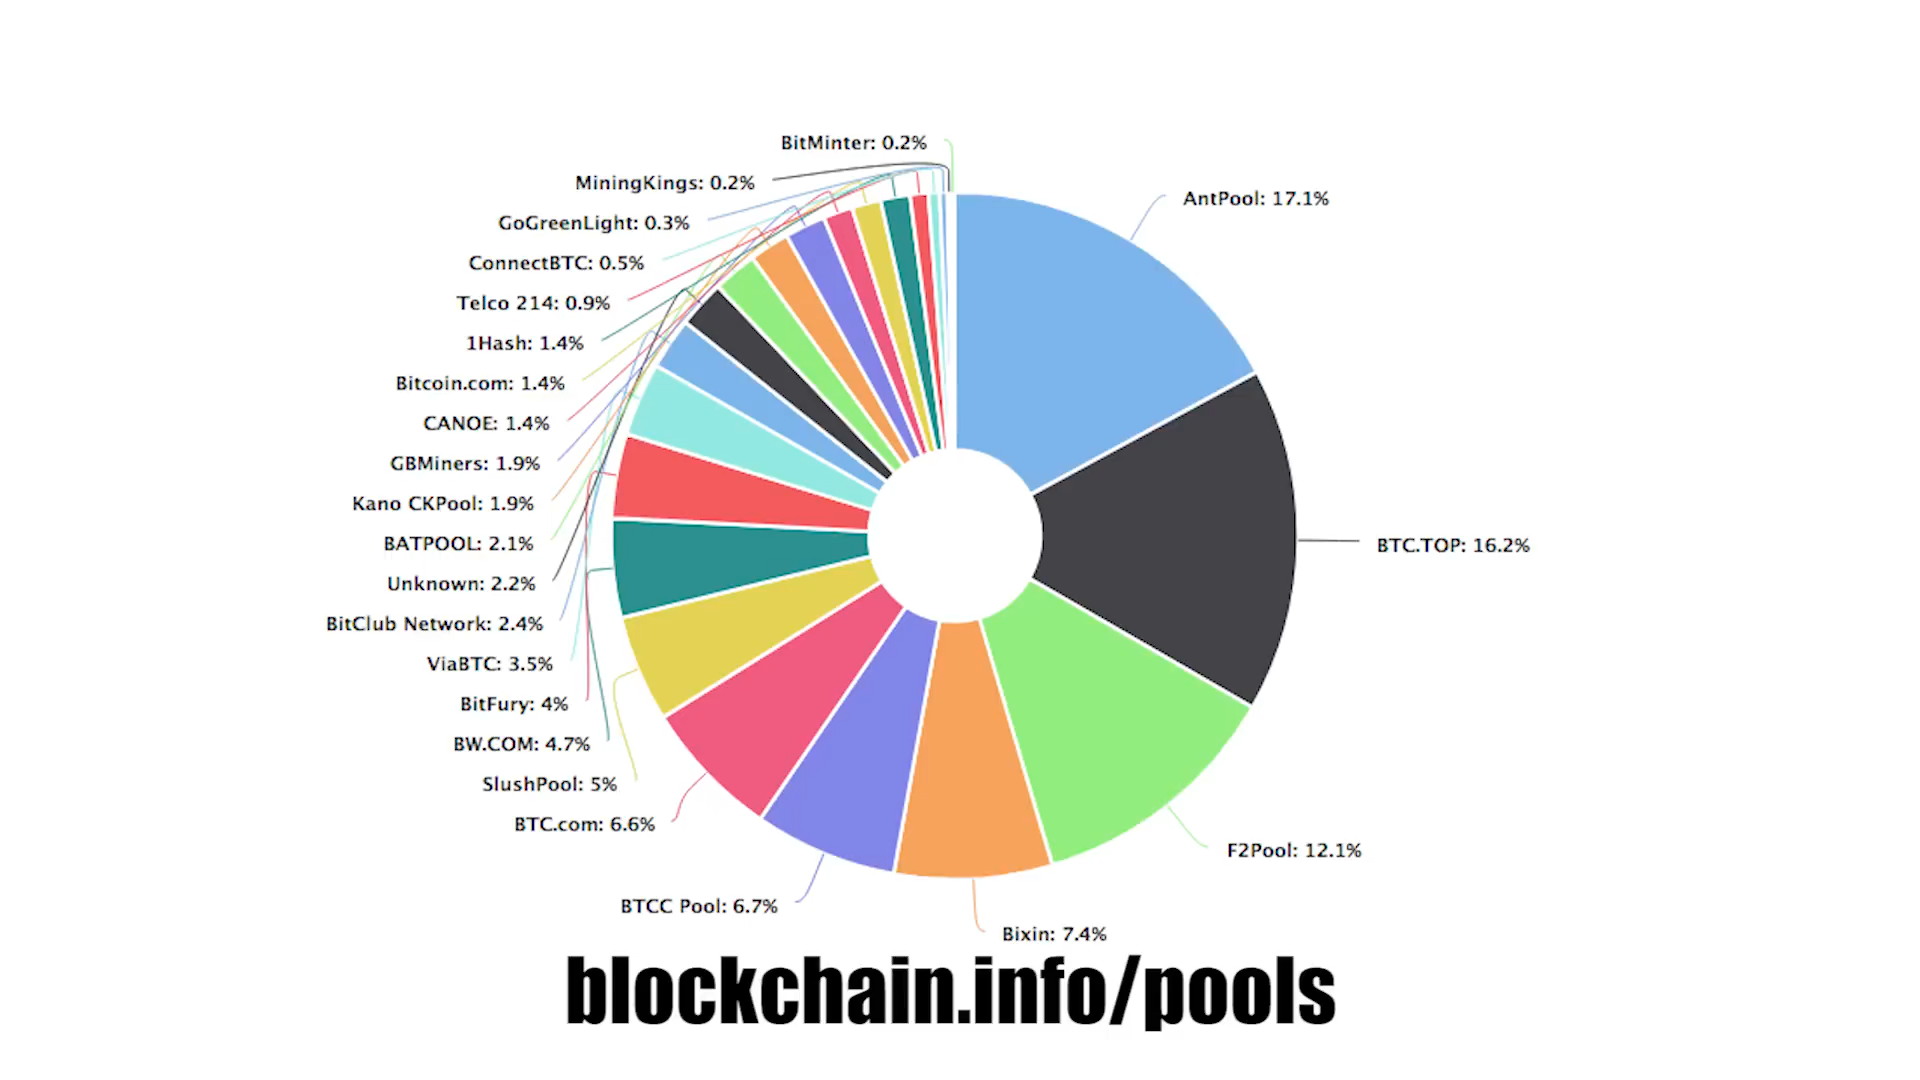 BitMinter: 0.2%
MiningKings: 0.2%
AntPool: 17.1%
GoGreenLight: 0.3%
ConnectBTC: 0.5%
Telco 214: 0.9%
1Hash: 1.4%
Bitcoin.com: 1.4%
CANOE: 1.4%
GBMiners: 1.9%
Kano CKPool: 1.9%
BATPOOL: 2.1%
BTC.TOP: 16.2%
Unknown: 2.2%
BitClub Network: 2.4%
ViaBTC: 3.5%
BitFury: 4%
BW.COM: 4.7%
SlushPool: 5%
BTC.com: 6.6%
F2Pool: 12.1%
BTCC Pool: 6.7%
Bixin: 7.4%
blockchain.info/pools